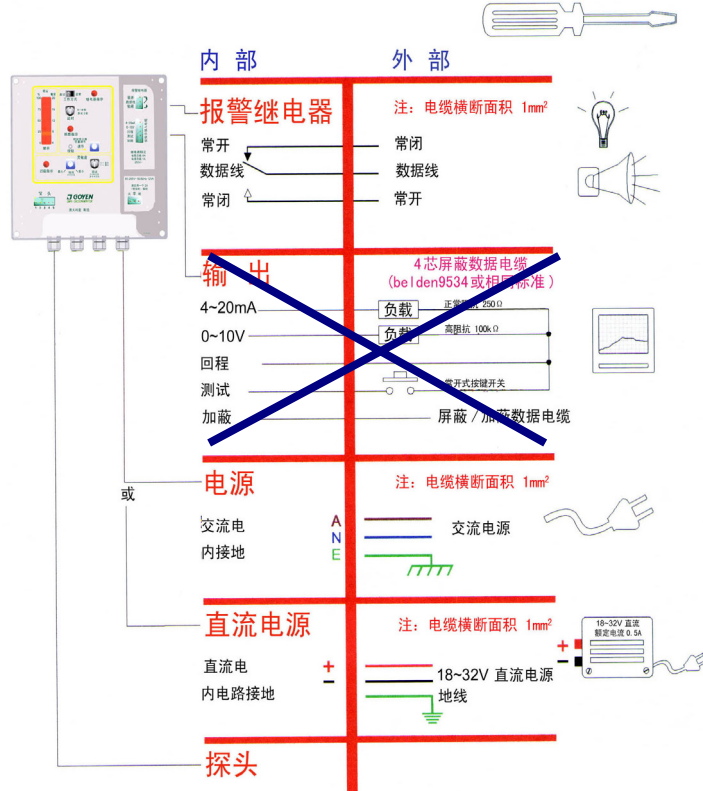 内 部
外 部
报警继电器
注: 电缆横断面积 1mm²
常开
常闭
数据线
数据线
常闭
常开
GOYEN
输 出
4芯屏蔽数据电缆
(belden9534或相同标准)
4~20mA
负载
250Ω
0~10V
负载
高阻抗 100kΩ
回程
测试
常开式按键开关
加蔽
屏蔽/加蔽数据电缆
电源
注: 电缆横断面积 1mm²
或
交流电
A
N
交流电源
内接地
E
直流电源
注: 电缆横断面积 1mm²
18~32V 直流
额定电流 0.5A
+
−
直流电
+
−
18~32V 直流电源
内电路接地
地线
探头